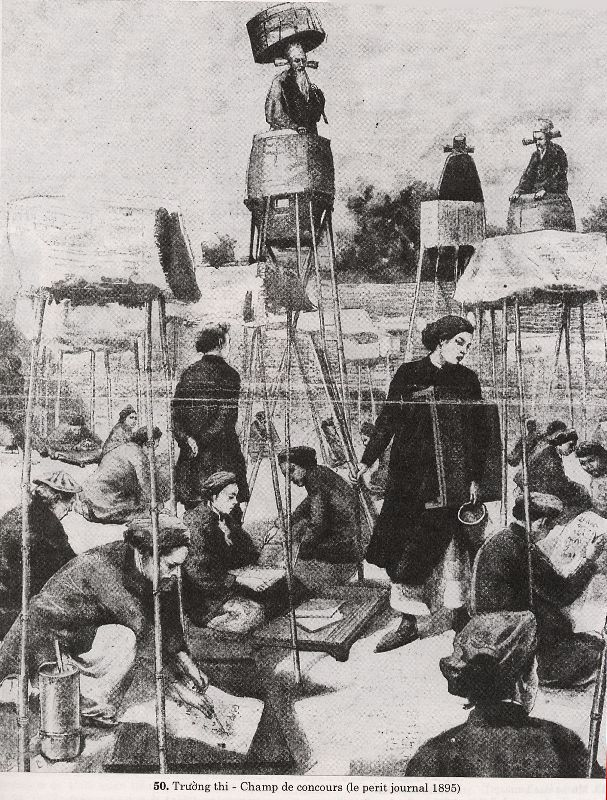 50. Trường thi - Champ de concours (le perit journal 1895)